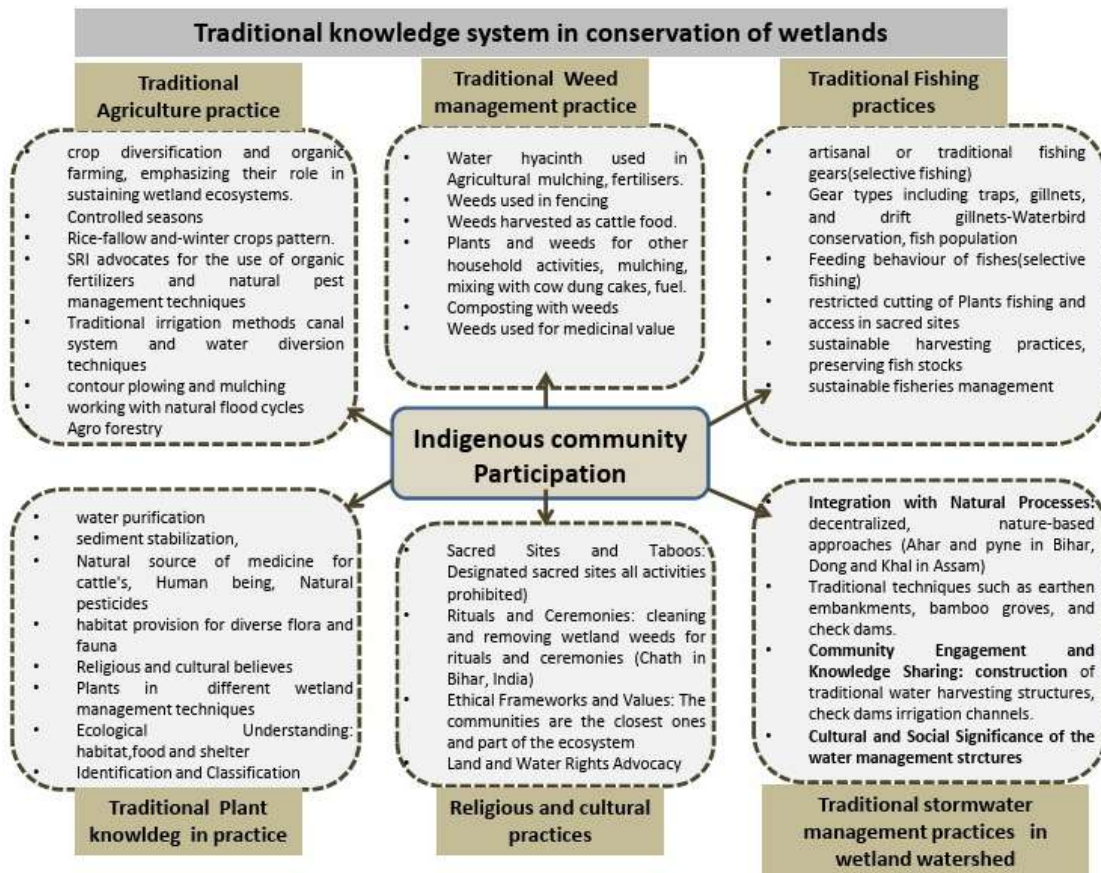 Traditional knowledge system in conservation of wetlands
Traditional
Agriculture practice
• crop diversification and organic
farming, emphasizing their role in
sustaining wetland ecosystems.
• Controlled seasons
• Rice-fallow and-winter crops pattern.
• SRI advocates for the use of organic
fertilizers and natural pest
management techniques
• Traditional irrigation methods canal
system and water diversion
techniques
• contour plowing and mulching
• working with natural flood cycles
Agro forestry
Traditional Weed
management practice
• Water hyacinth used in
Agricultural mulching, fertilisers.
• Weeds used in fencing
• Weeds harvested as cattle food.
• Plants and weeds for other
household activities, mulching,
mixing with cow dung cakes, fuel.
• Composting with weeds
• Weeds used for medicinal value
Traditional Fishing
practices
• artisanal or traditional fishing
gears(selective fishing)
• Gear types including traps, gillnets,
and drift gillnets-Waterbird
conservation, fish population
• Feeding behaviour of fishes(selective
fishing)
• restricted cutting of Plants fishing and
access in sacred sites
• sustainable harvesting practices,
preserving fish stocks
• sustainable fisheries management
Indigenous community
Participation
• water purification
• sediment stabilization,
• Natural source of medicine for
cattle's, Human being, Natural
pesticides
• habitat provision for diverse flora and
fauna
• Religious and cultural believes
• Plants in different wetland
management techniques
• Ecological Understanding:
habitat,food and shelter
• Identification and Classification
Traditional Plant
knowldeg in practice
• Sacred Sites and Taboos:
Designated sacred sites all activities
prohibited)
• Rituals and Ceremonies: cleaning
and removing wetland weeds for
rituals and ceremonies (Chath in
Bihar, India)
• Ethical Frameworks and Values: The
communities are the closest ones
and part of the ecosystem
• Land and Water Rights Advocacy
Religious and cultural
practices
• Integration with Natural Processes:
decentralized, nature-based
approaches (Ahar and pyne in Bihar,
Dong and Khal in Assam)
• Traditional techniques such as earthen
embankments, bamboo groves, and
check dams.
• Community Engagement and
Knowledge Sharing: construction of
traditional water harvesting structures,
check dams irrigation channels.
• Cultural and Social Significance of the
water management strctures
Traditional stormwater
management practices in
wetland watershed